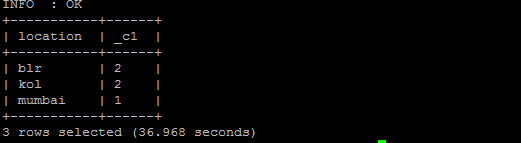 INFO  : OK
+-----------+------+
| location  | _c1  |
+-----------+------+
| blr       | 2    |
| kol       | 2    |
| mumbai    | 1    |
+-----------+------+
3 rows selected (36.968 seconds)